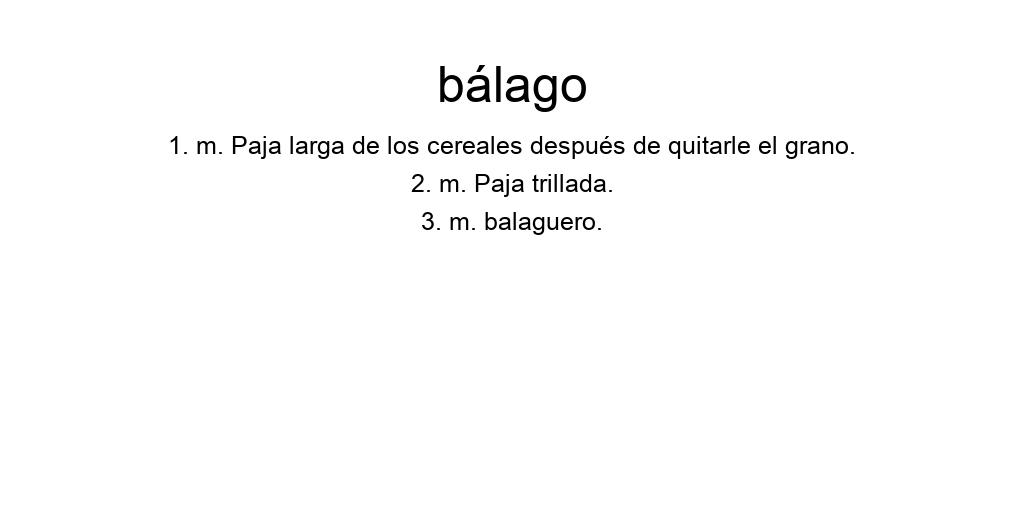 bálago
1. m. Paja larga de los cereales después de quitarle el grano.
2. m. Paja trillada.
3. m. balaguero.